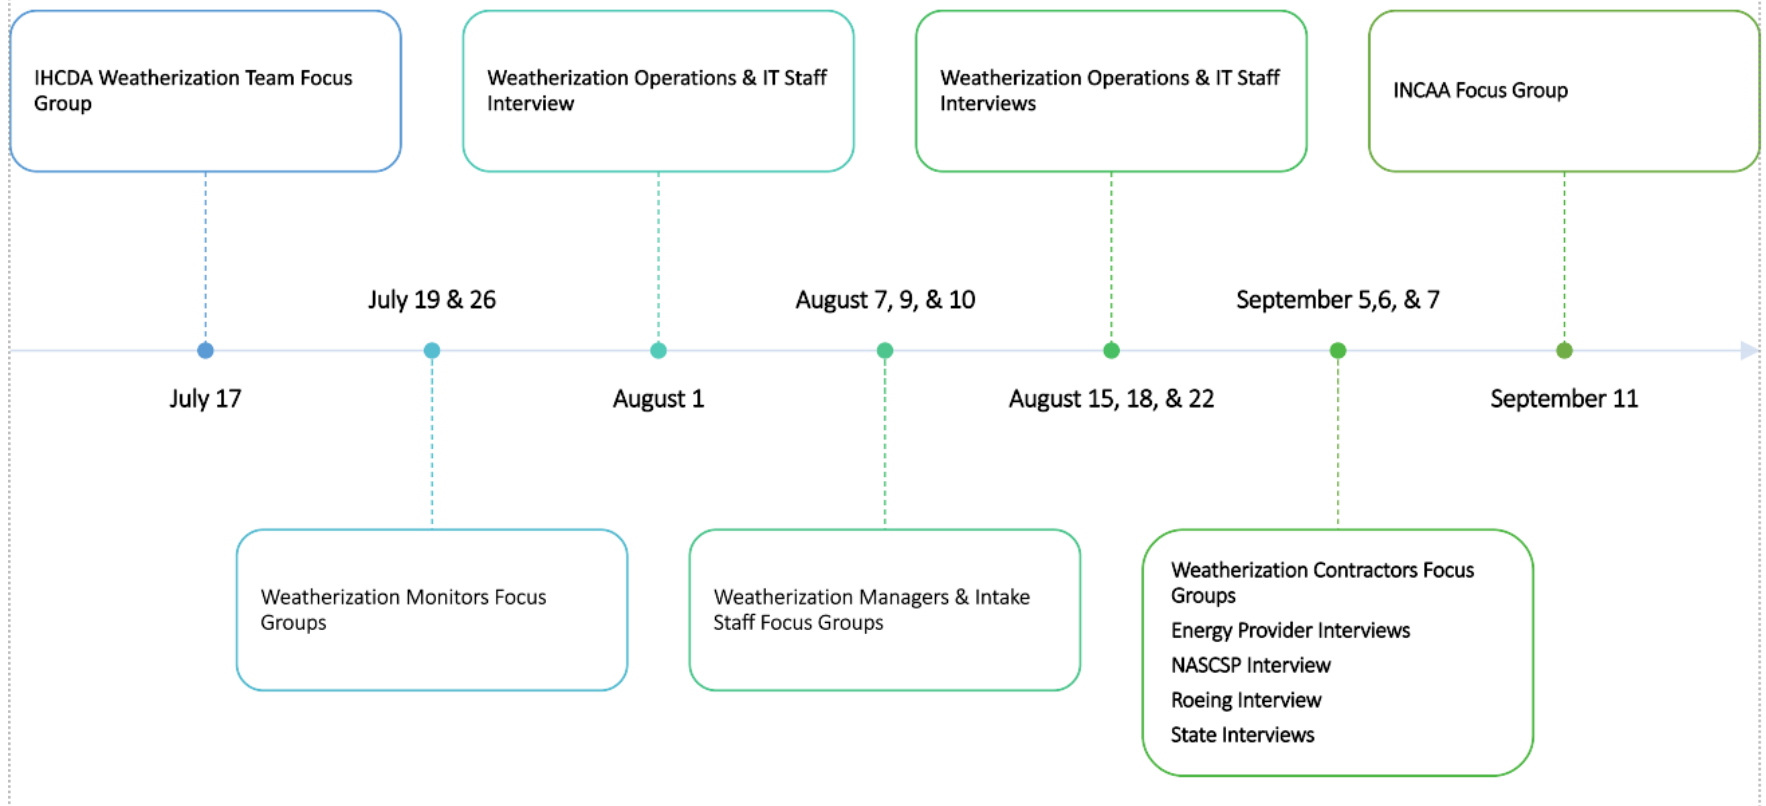 IHCDA Weatherization Team Focus
Group
Weatherization Operations & IT Staff
Interview
Weatherization Operations & IT Staff
Interviews
INCAA Focus Group
July 19 & 26
August 7, 9, & 10
September 5,6, & 7
July 17
August 1
August 15, 18, & 22
September 11
Weatherization Monitors Focus
Groups
Weatherization Managers & Intake
Staff Focus Groups
Weatherization Contractors Focus
Groups
Energy Provider Interviews
NASCSP Interview
Roeing Interview
State Interviews